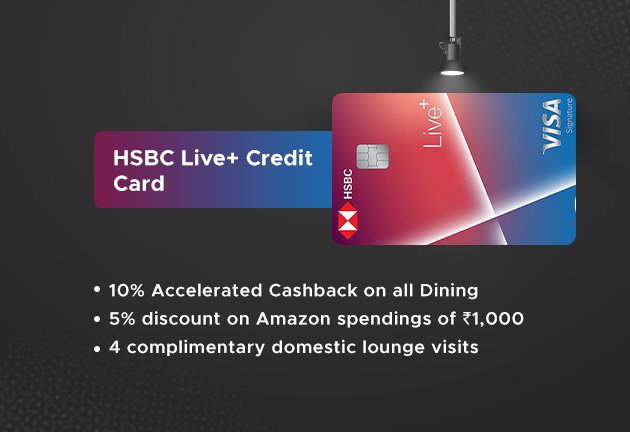 HSBC Live+ Credit
Card
Live+
VISA
Signature
HSBC
• 10% Accelerated Cashback on all Dining
• 5% discount on Amazon spendings of ₹1,000
• 4 complimentary domestic lounge visits